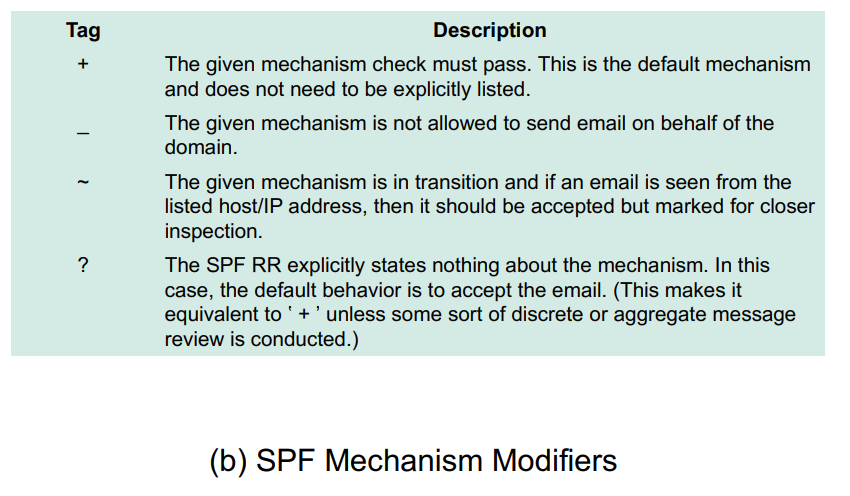 Tag Description
+ The given mechanism check must pass. This is the default mechanism
and does not need to be explicitly listed.
– The given mechanism is not allowed to send email on behalf of the
domain.
~ The given mechanism is in transition and if an email is seen from the
listed host/IP address, then it should be accepted but marked for closer
inspection.
? The SPF RR explicitly states nothing about the mechanism. In this
case, the default behavior is to accept the email. (This makes it
equivalent to ‛ + ’ unless some sort of discrete or aggregate message
review is conducted.)
(b) SPF Mechanism Modifiers